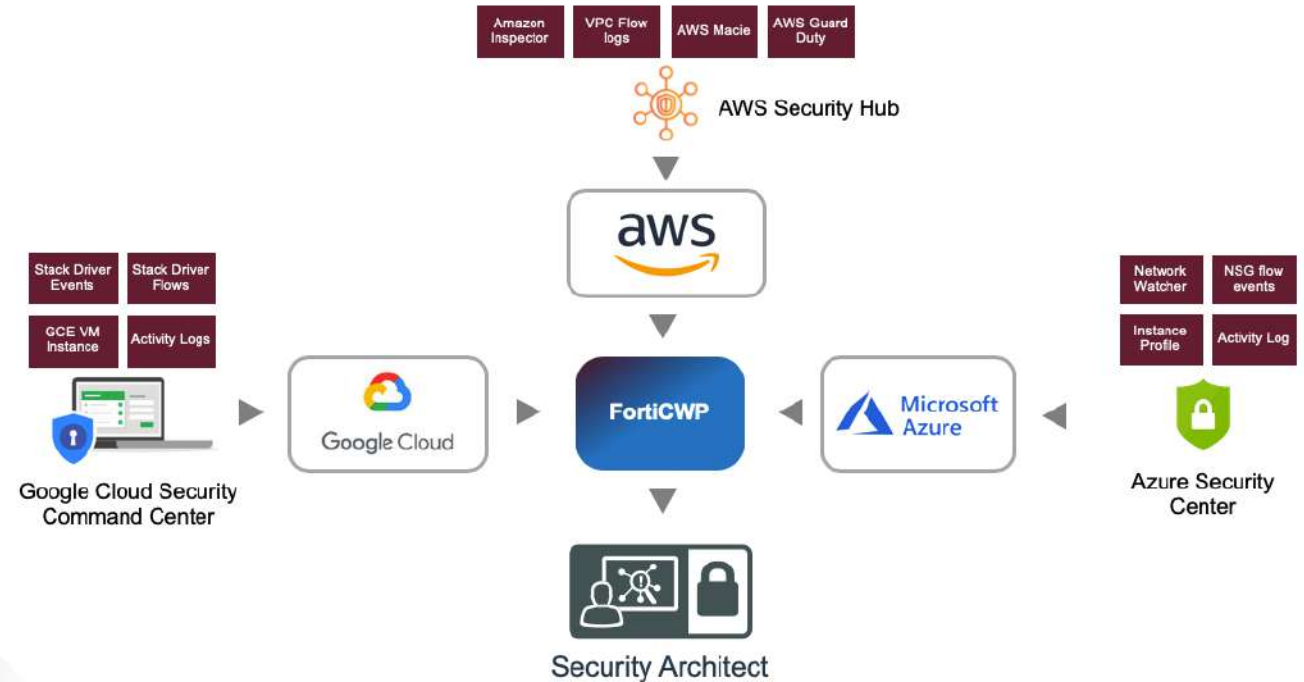 Amazon
Inspector
VPC Flow
logs
AWS Macie
AWS Guard
Duty
AWS Security Hub
aws
Stack Driver
Events
Stack Driver
Flows
GCE VM
Instance
Activity Logs
Google Cloud Security
Command Center
Google Cloud
FortiCWP
Microsoft
Azure
Network
Watcher
NSG flow
events
Instance
Profile
Activity Log
Azure Security
Center
Security Architect